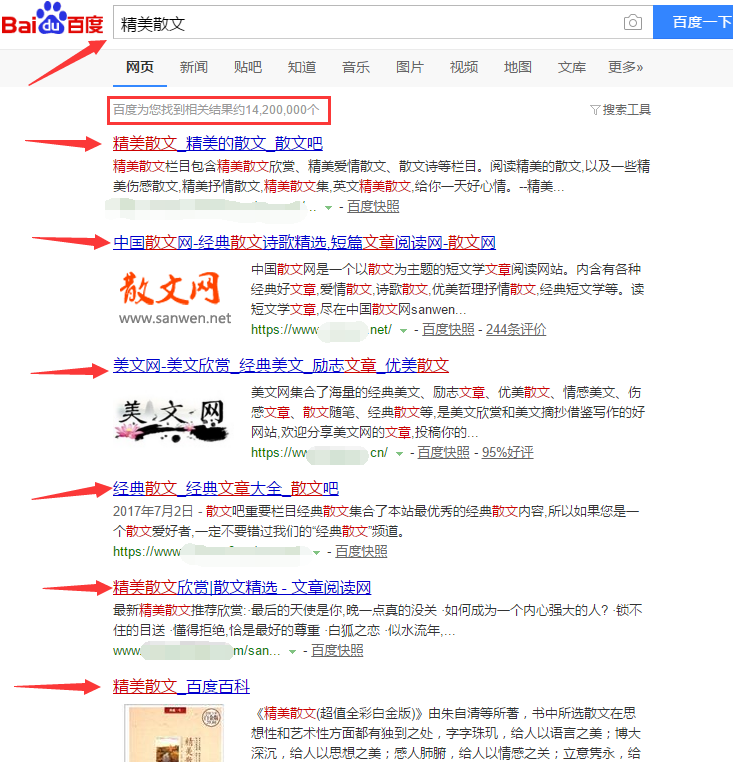 Bai du 百度 精美散文 百度一下
网页 新闻 贴吧 知道 音乐 图片 视频 地图 文库 更多»
百度为您找到相关结果约14,200,000个 搜索工具
精美散文_精美的散文_散文吧
精美散文栏目包含精美散文欣赏、精美爱情散文、散文诗等栏目。阅读精美的散文,以及一些精
美伤感散文,精美抒情散文,精美散文集,英文精美散文,给你一天好心情。--精美...
/... - 百度快照
中国散文网-经典散文诗歌精选,短篇文章阅读网-散文网
散文网
www.sanwen.net
中国散文网是一个以散文为主题的短文学文章阅读网站。内含有各种
经典好文章,爱情散文,诗歌散文,优美哲理抒情散文,经典短文学等。读
短文学文章,尽在中国散文网sanwen...
https://www .net/ - 百度快照 - 244条评价
美文网-美文欣赏_经典美文_励志文章_优美散文
美文网
美文网集合了海量的经典美文、励志文章、优美散文、情感美文、伤
感文章、散文随笔、经典散文等,是美文欣赏和美文摘抄借鉴写作的好
网站,欢迎分享美文网的文章,投稿你的...
https://ww cn/ - 百度快照 - 95%好评
经典散文_经典文章大全_散文吧
2017年7月2日 - 散文吧重要栏目经典散文集合了本站最优秀的经典散文内容,所以如果您是一
个散文爱好者,一定不要错过我们的“经典散文”频道。
https://www - 百度快照
精美散文欣赏|散文精选 - 文章阅读网
最新精美散文推荐欣赏:·最后的天使是你,晚一点真的没关 ·如何成为一个内心强大的人? ·锁不
住的目送 ·懂得拒绝,恰是最好的尊重 ·白狐之恋 ·似水流年,...
www. m/san... - 百度快照
精美散文_百度百科
精美散
《精美散文(超值全彩白金版)》由朱自清等所著，书中所选散文在思
想性和艺术性方面都有独到之处，字字珠玑，给人以语言之美；博大
深沉，给人以思想之美；感人肺腑，给人以情感之关；立意隽永，给